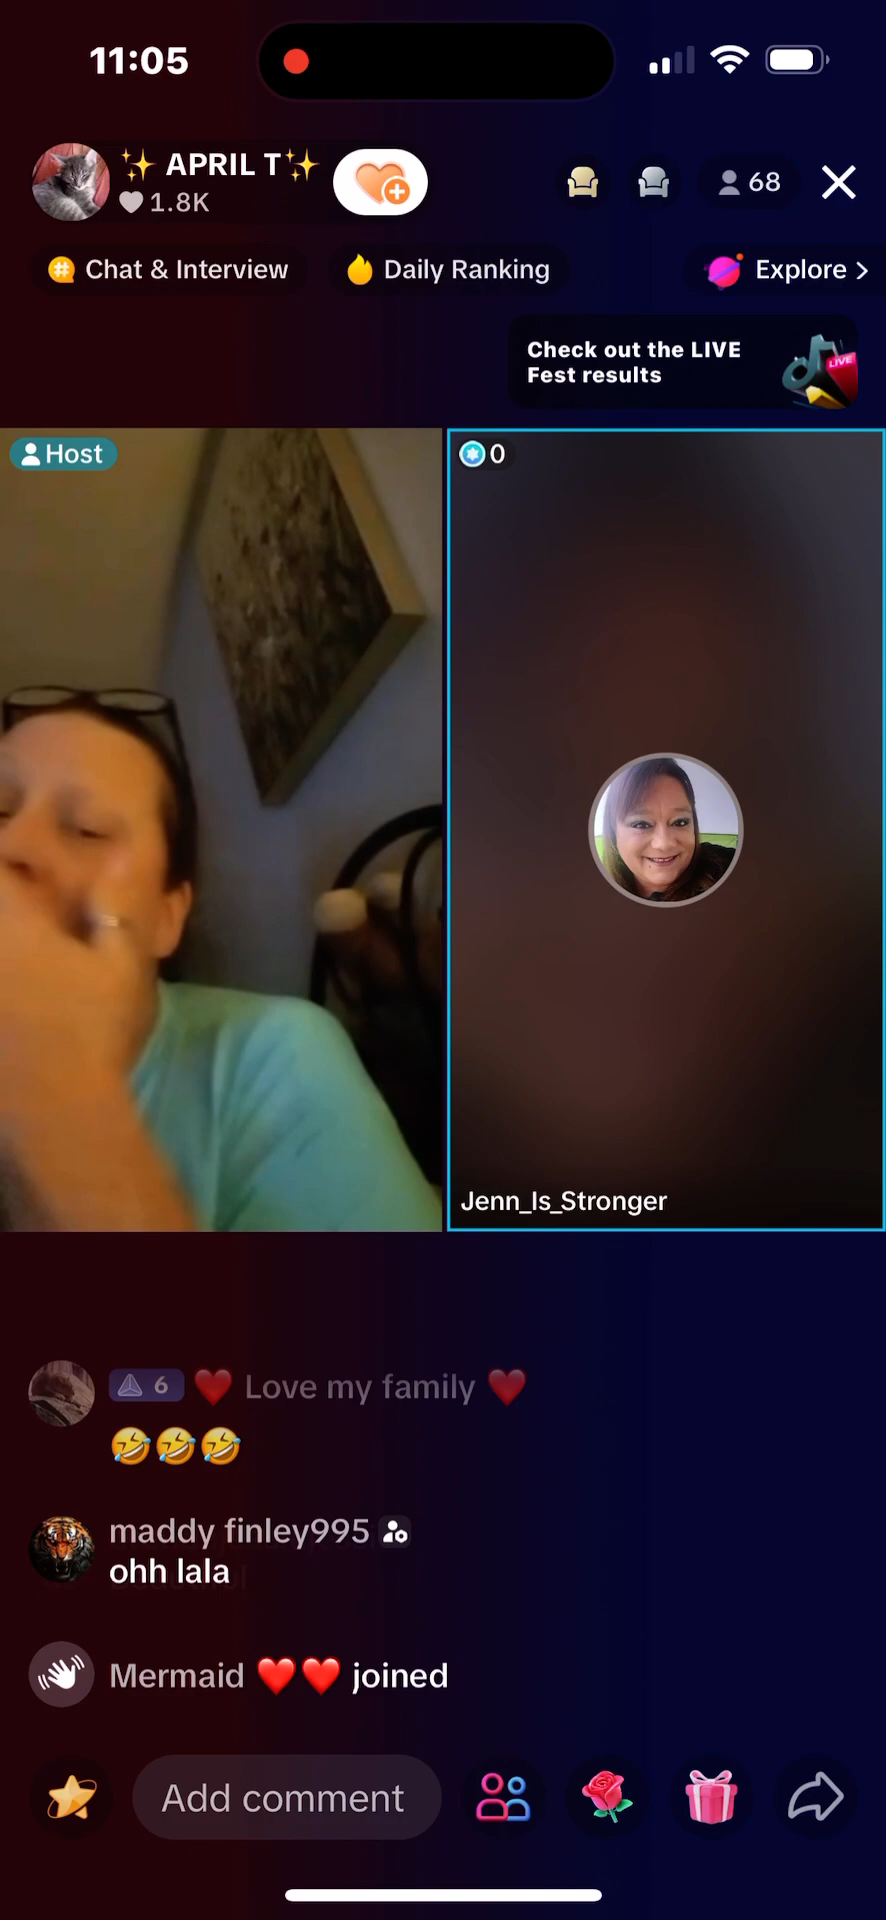 11:05
✨ APRIL T✨
1.8K
68
Chat & Interview
Daily Ranking
Explore >
Check out the LIVE
Fest results
LIVE
Host
0
Jenn_Is_Stronger
6 ❤️ Love my family ❤️
🤣🤣🤣
maddy finley995
ohh lala
Mermaid ❤️❤️ joined
Add comment